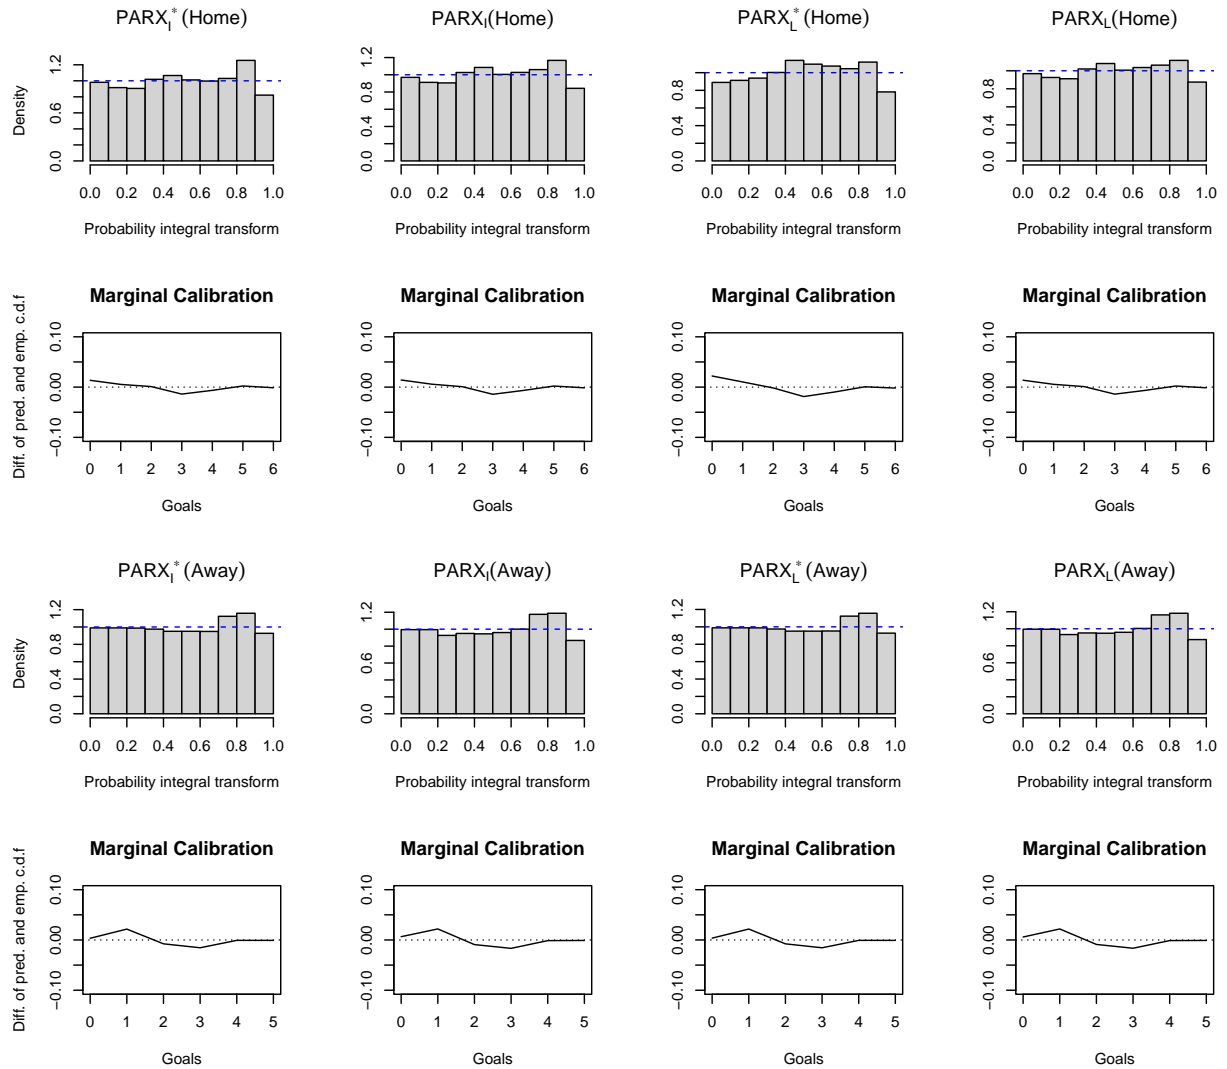 PARX*I (Home) PARXI(Home) PARX*L (Home) PARXL(Home)
Density
0.0 0.4 0.6 0.8 1.2
0.0 0.4 0.8 1.2
0.0 0.4 0.8
0.0 0.4 0.8
0.0 0.2 0.4 0.6 0.8 1.0
0.0 0.2 0.4 0.6 0.8 1.0
0.0 0.2 0.4 0.6 0.8 1.0
0.0 0.2 0.4 0.6 0.8 1.0
Probability integral transform
Probability integral transform
Probability integral transform
Probability integral transform
Marginal Calibration
Marginal Calibration
Marginal Calibration
Marginal Calibration
Diff. of pred. and emp. c.d.f
−0.10 0.00 0.10
−0.10 0.00 0.10
−0.10 0.00 0.10
−0.10 0.00 0.10
0 1 2 3 4 5 6
0 1 2 3 4 5 6
0 1 2 3 4 5 6
0 1 2 3 4 5 6
Goals
Goals
Goals
Goals
PARX*I (Away) PARXI(Away) PARX*L (Away) PARXL(Away)
Density
0.0 0.4 0.8 1.2
0.0 0.6 1.2
0.0 0.4 0.8 1.2
0.0 0.6 1.2
0.0 0.2 0.4 0.6 0.8 1.0
0.0 0.2 0.4 0.6 0.8 1.0
0.0 0.2 0.4 0.6 0.8 1.0
0.0 0.2 0.4 0.6 0.8 1.0
Probability integral transform
Probability integral transform
Probability integral transform
Probability integral transform
Marginal Calibration
Marginal Calibration
Marginal Calibration
Marginal Calibration
Diff. of pred. and emp. c.d.f
−0.10 0.00 0.10
−0.10 0.00 0.10
−0.10 0.00 0.10
−0.10 0.00 0.10
0 1 2 3 4 5
0 1 2 3 4 5
0 1 2 3 4 5
0 1 2 3 4 5
Goals
Goals
Goals
Goals